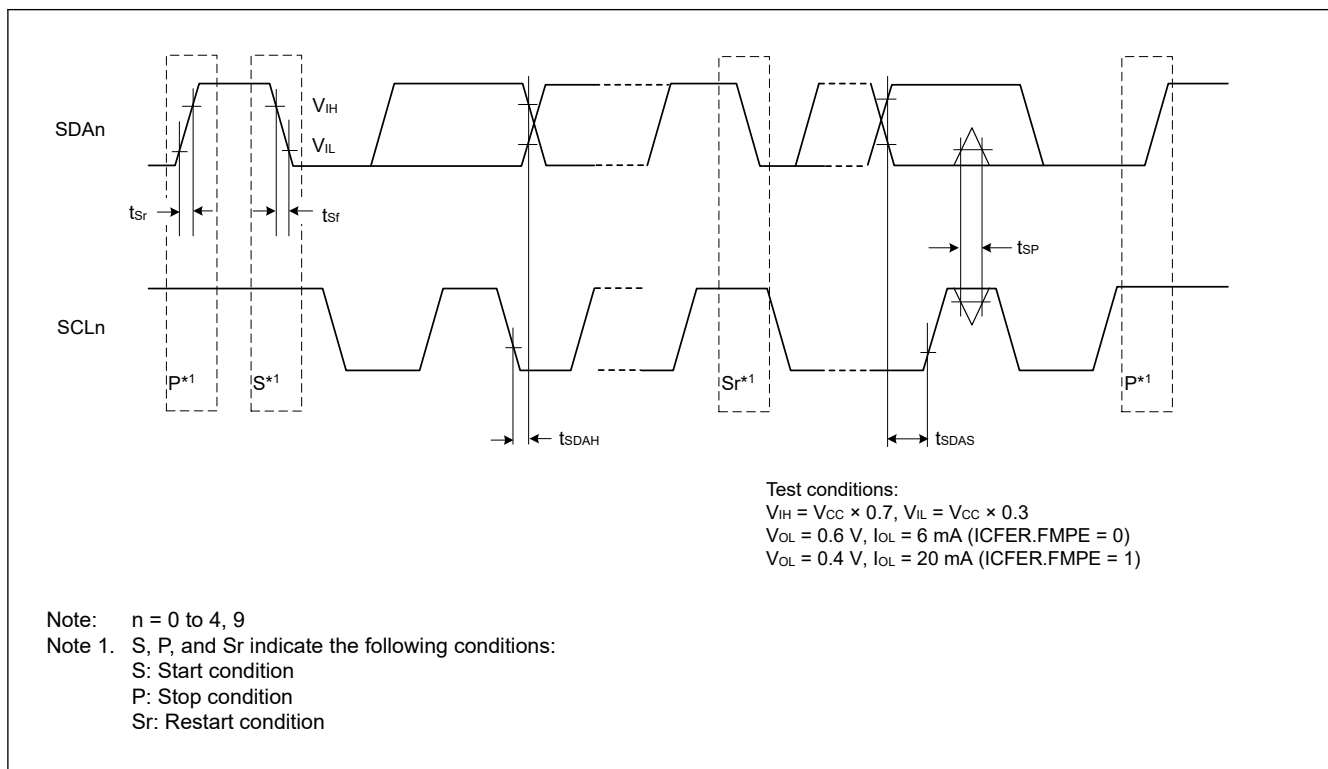 SDAn
VIH
VIL
tSr
tSf
tSP
SCLn
P*1
S*1
Sr*1
P*1
tSDAH
tSDAS
Test conditions:
VIH = VCC × 0.7, VIL = VCC × 0.3
VOL = 0.6 V, IOL = 6 mA (ICFER.FMPE = 0)
VOL = 0.4 V, IOL = 20 mA (ICFER.FMPE = 1)
Note: n = 0 to 4, 9
Note 1. S, P, and Sr indicate the following conditions:
S: Start condition
P: Stop condition
Sr: Restart condition